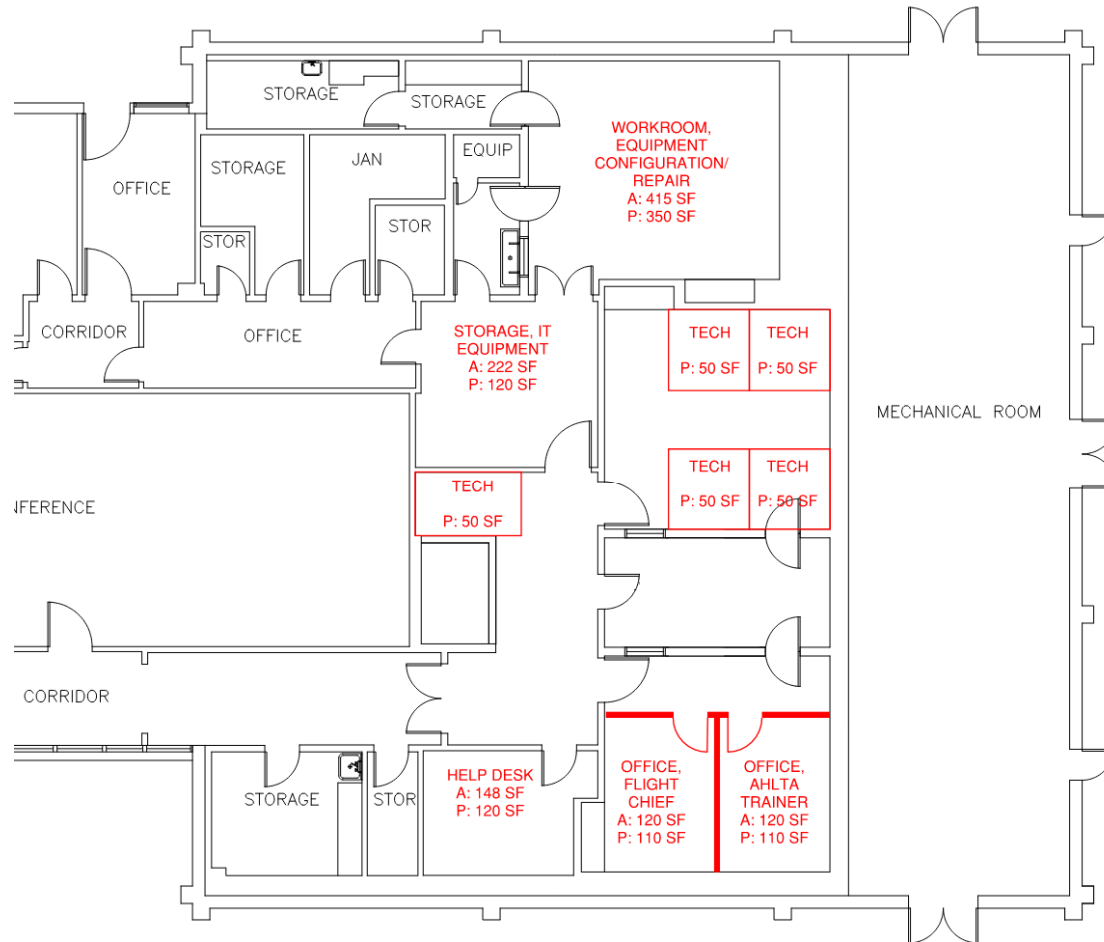 STORAGE
STORAGE
WORKROOM,
EQUIPMENT
CONFIGURATION/
REPAIR
A: 415 SF
P: 350 SF
OFFICE
STORAGE
JAN
EQUIP
STOR
STOR
CORRIDOR
OFFICE
STORAGE, IT
EQUIPMENT
A: 222 SF
P: 120 SF
TECH
P: 50 SF
TECH
P: 50 SF
MECHANICAL ROOM
TECH
P: 50 SF
TECH
P: 50 SF
TECH
P: 50 SF
NFERENCE
CORRIDOR
STORAGE
STOR
HELP DESK
A: 148 SF
P: 120 SF
OFFICE,
FLIGHT
CHIEF
A: 120 SF
P: 110 SF
OFFICE,
AHLTA
TRAINER
A: 120 SF
P: 110 SF